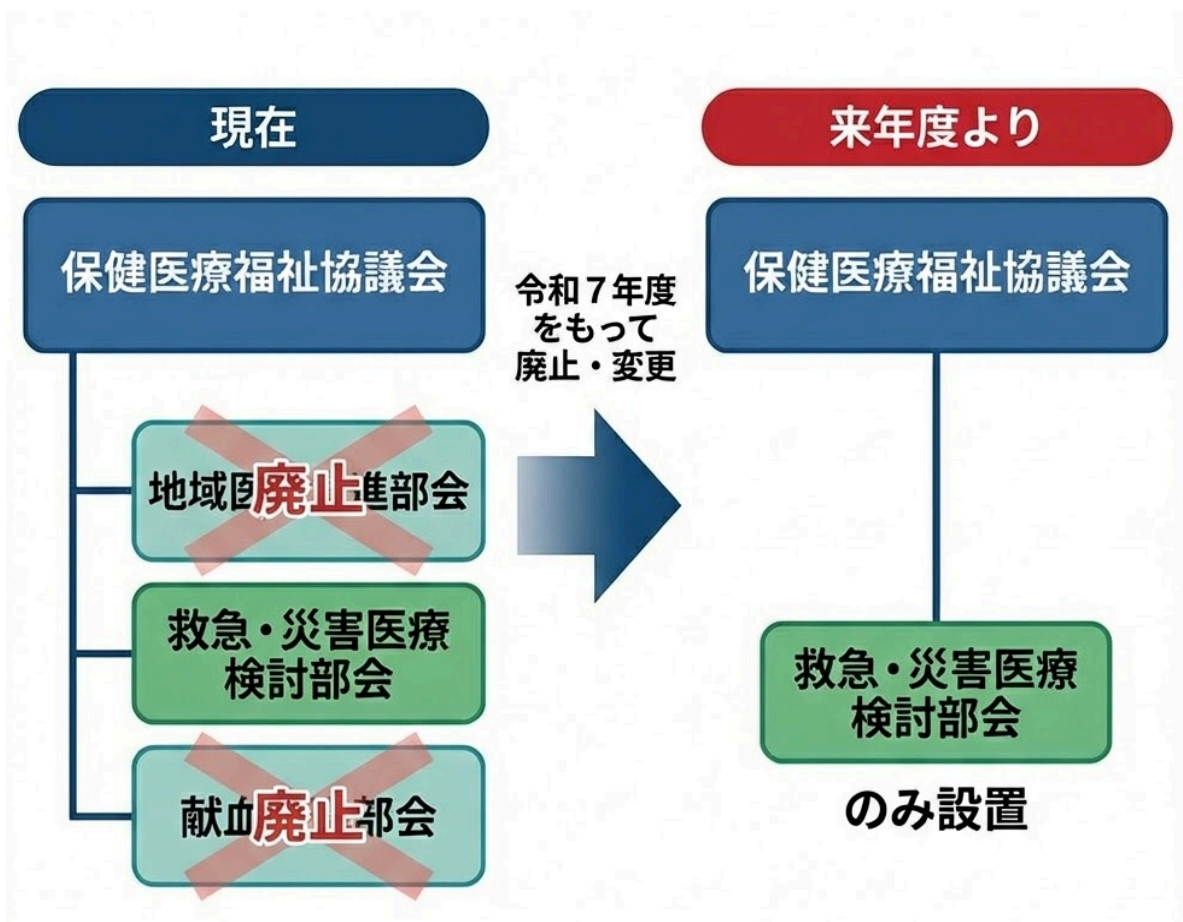 現在
保健医療福祉協議会
地域医
廃止
進部会
救急・災害医療
検討部会
献血
廃止
部会
令和7年度
をもって
廃止・変更
来年度より
保健医療福祉協議会
救急・災害医療
検討部会
のみ設置